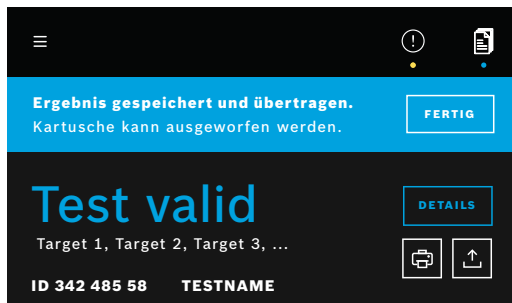 Ergebnis gespeichert und übertragen.
Kartusche kann ausgeworfen werden.
FERTIG
Test valid
DETAILS
Target 1, Target 2, Target 3, ...
ID 342 485 58 TESTNAME